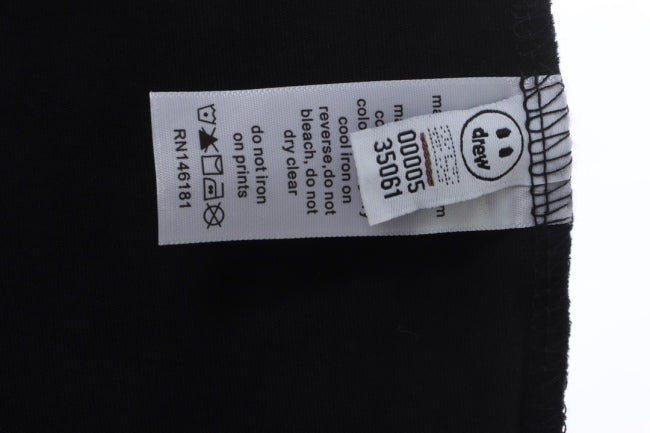 drew
00005
35061
cool iron on
reverse,do not
bleach, do not
dry clear
do not iron
on prints
RN146181